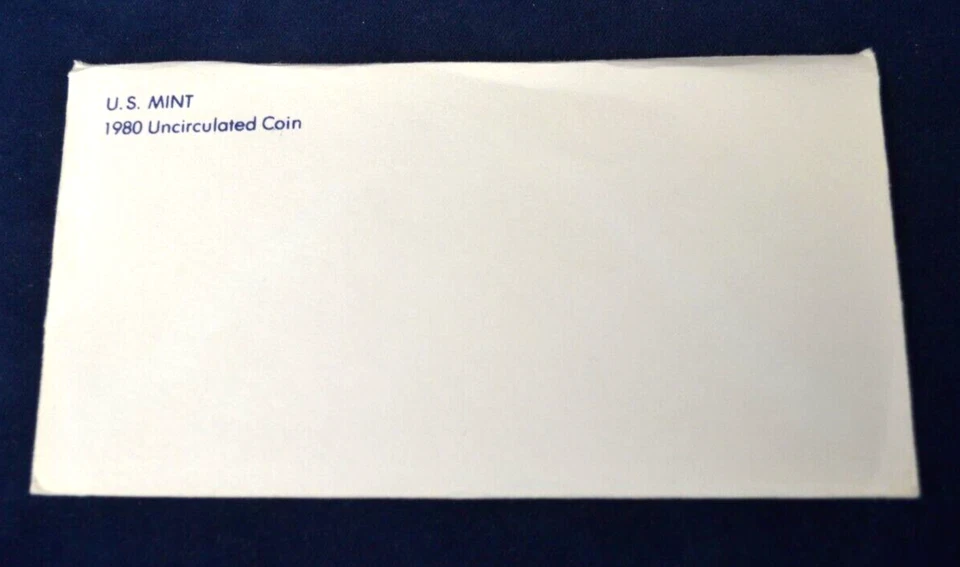 U.S. MINT
1980 Uncirculated Coin